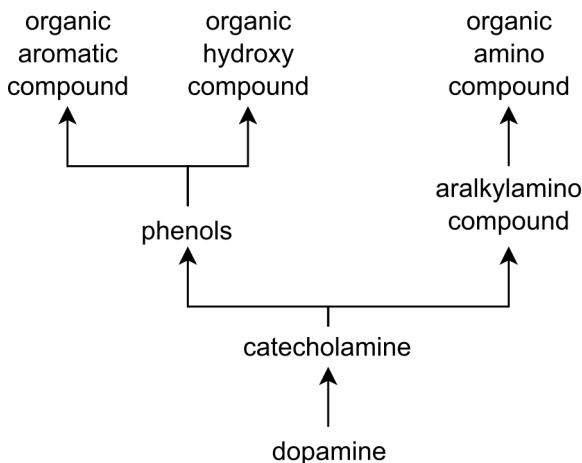 organic
aromatic
compound
organic
hydroxy
compound
organic
amino
compound
phenols
aralkylamino
compound
catecholamine
dopamine